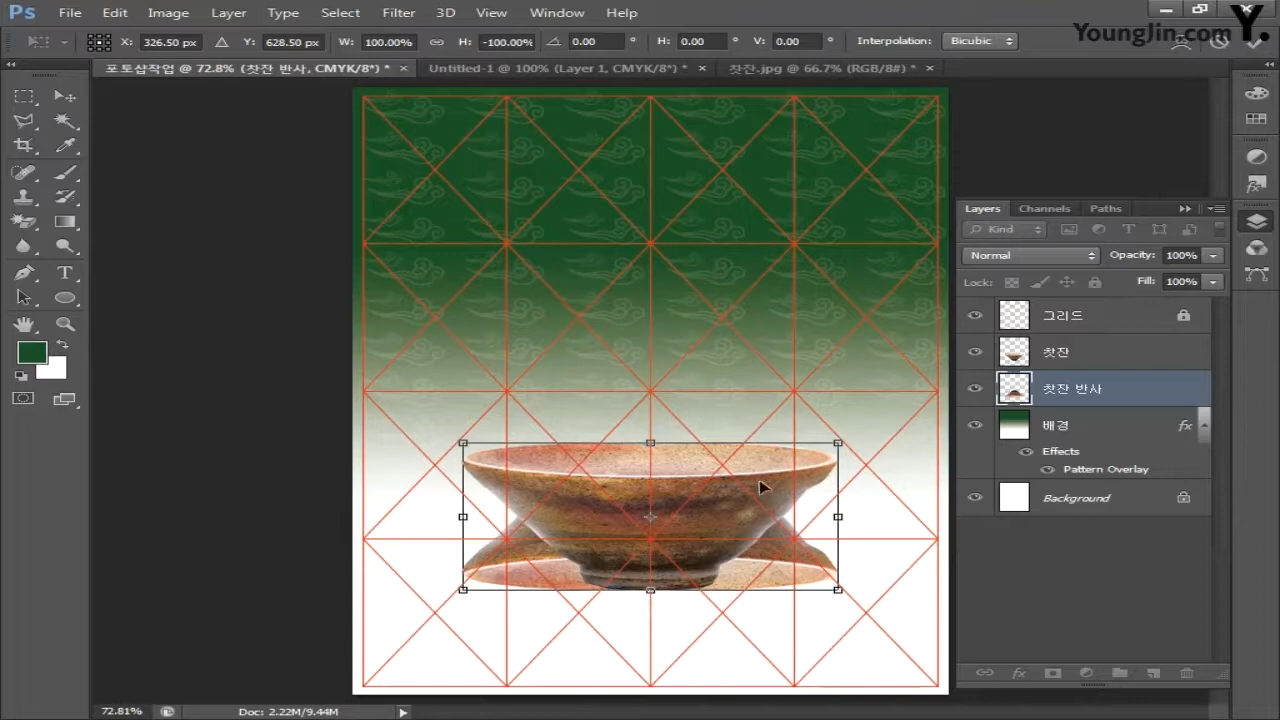 Ps File Edit Image Layer Type Select Filter 3D View Window Help
YoungJin.com Y.
X: 326.50 px Y: 628.50 px W: 100.00% H: -100.00% 0.00 ° H: 0.00 ° V: 0.00 ° Interpolation: Bicubic
포토샵작업 @ 72.8% (찻잔 반사, CMYK/8*) * × Untitled-1 @ 100% (Layer 1, CMYK/8*) * × 찻잔.jpg @ 66.7% (RGB/8#) * ×
Layers Channels Paths
Kind
Normal Opacity: 100%
Lock: Fill: 100%
그리드
찻잔
찻잔 반사
배경 fx
Effects
Pattern Overlay
Background
fx
72.81% Doc: 2.22M/9.44M